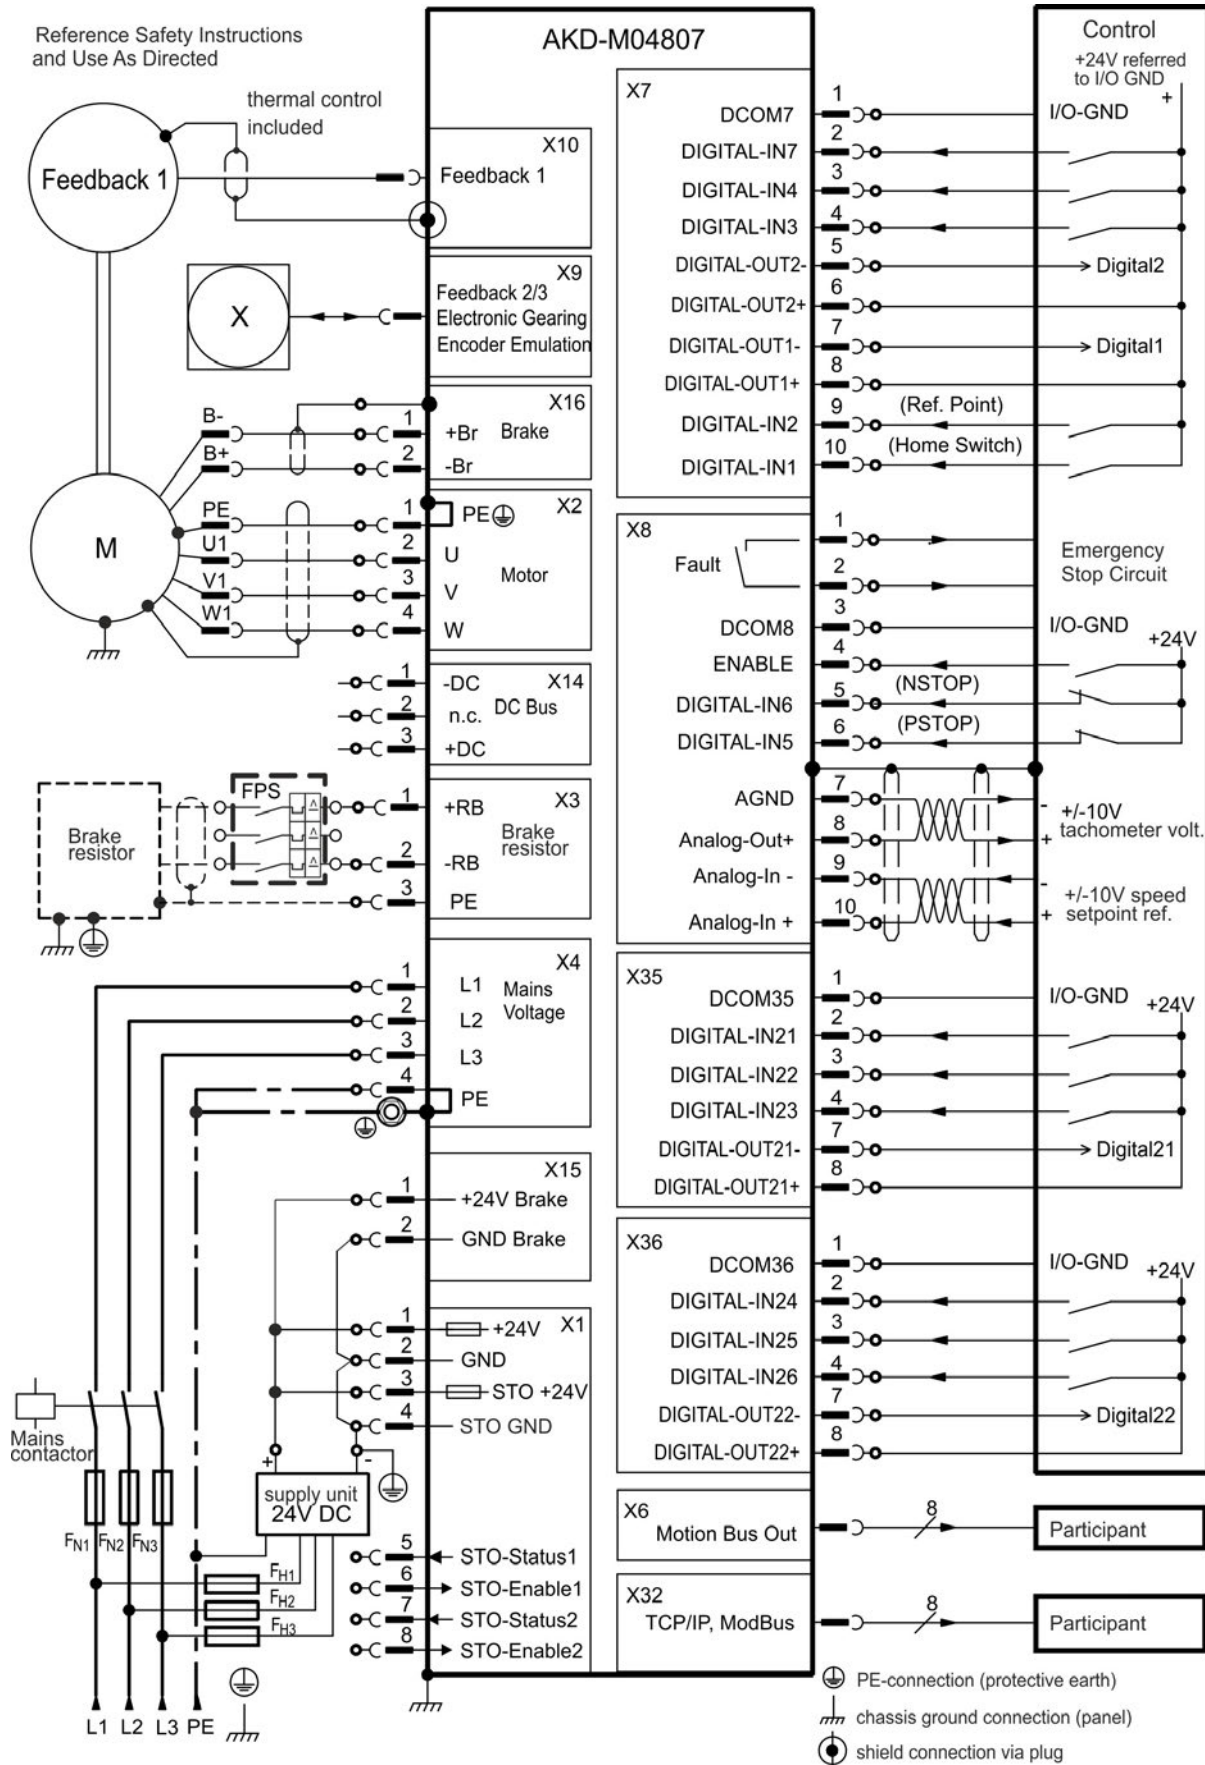 Reference Safety Instructions
and Use As Directed
AKD-M04807
thermal control
included
Feedback 1
X10
Feedback 1
X
X9
Feedback 2/3
Electronic Gearing
Encoder Emulation
X16
B-
1
+Br
Brake
B+
2
-Br
X2
M
PE
1
PE
U1
2
U
Motor
V1
3
V
W1
4
W
X14
1
-DC
2
n.c.
DC Bus
3
+DC
X3
FPS
1
+RB
Brake
resistor
Brake
resistor
2
-RB
3
PE
X4
1
L1
Mains
Voltage
2
L2
3
L3
4
PE
X15
1
+24V Brake
2
GND Brake
X1
1
+24V
2
GND
3
STO +24V
4
STO GND
Mains
contactor
+
-
supply unit
24V DC
FN1
FN2
FN3
FH1
FH2
FH3
5
STO-Status1
6
STO-Enable1
7
STO-Status2
8
STO-Enable2
L1
L2
L3
PE
X7
DCOM7
1
DIGITAL-IN7
2
DIGITAL-IN4
3
DIGITAL-IN3
4
DIGITAL-OUT2-
5
Digital2
DIGITAL-OUT2+
6
DIGITAL-OUT1-
7
Digital1
DIGITAL-OUT1+
8
DIGITAL-IN2
9
(Ref. Point)
DIGITAL-IN1
10
(Home Switch)
Control
+24V referred
to I/O GND
+
I/O-GND
X8
Fault
1
2
Emergency
Stop Circuit
DCOM8
3
I/O-GND
+24V
ENABLE
4
DIGITAL-IN6
5
(NSTOP)
DIGITAL-IN5
6
(PSTOP)
AGND
7
-
Analog-Out+
8
+
+/-10V
tachometer volt.
Analog-In -
9
-
Analog-In +
10
+
+/-10V speed
setpoint ref.
X35
DCOM35
1
I/O-GND
+24V
DIGITAL-IN21
2
DIGITAL-IN22
3
DIGITAL-IN23
4
DIGITAL-OUT21-
7
Digital21
DIGITAL-OUT21+
8
X36
DCOM36
1
I/O-GND
+24V
DIGITAL-IN24
2
DIGITAL-IN25
3
DIGITAL-IN26
4
DIGITAL-OUT22-
7
Digital22
DIGITAL-OUT22+
8
X6
Motion Bus Out
8
Participant
X32
TCP/IP, ModBus
8
Participant
PE-connection (protective earth)
chassis ground connection (panel)
shield connection via plug